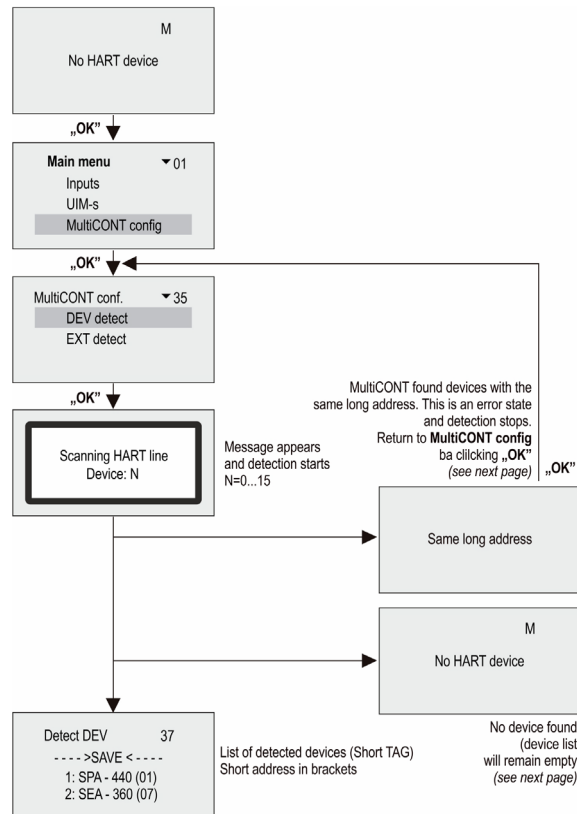 M
No HART device
„OK”
Main menu ▼01
Inputs
UIM-s
MultiCONT config
„OK”
MultiCONT conf. ▼35
DEV detect
EXT detect
„OK”
Scanning HART line
Device: N
Message appears
and detection starts
N=0...15
MultiCONT found devices with the
same long address. This is an error state
and detection stops.
Return to MultiCONT config
ba clilcking „OK”
(see next page)
„OK”
Same long address
M
No HART device
No device found
(device list
will remain empty
(see next page)
Detect DEV 37
- - - - >SAVE < - - - -
1: SPA - 440 (01)
2: SEA - 360 (07)
List of detected devices (Short TAG)
Short address in brackets